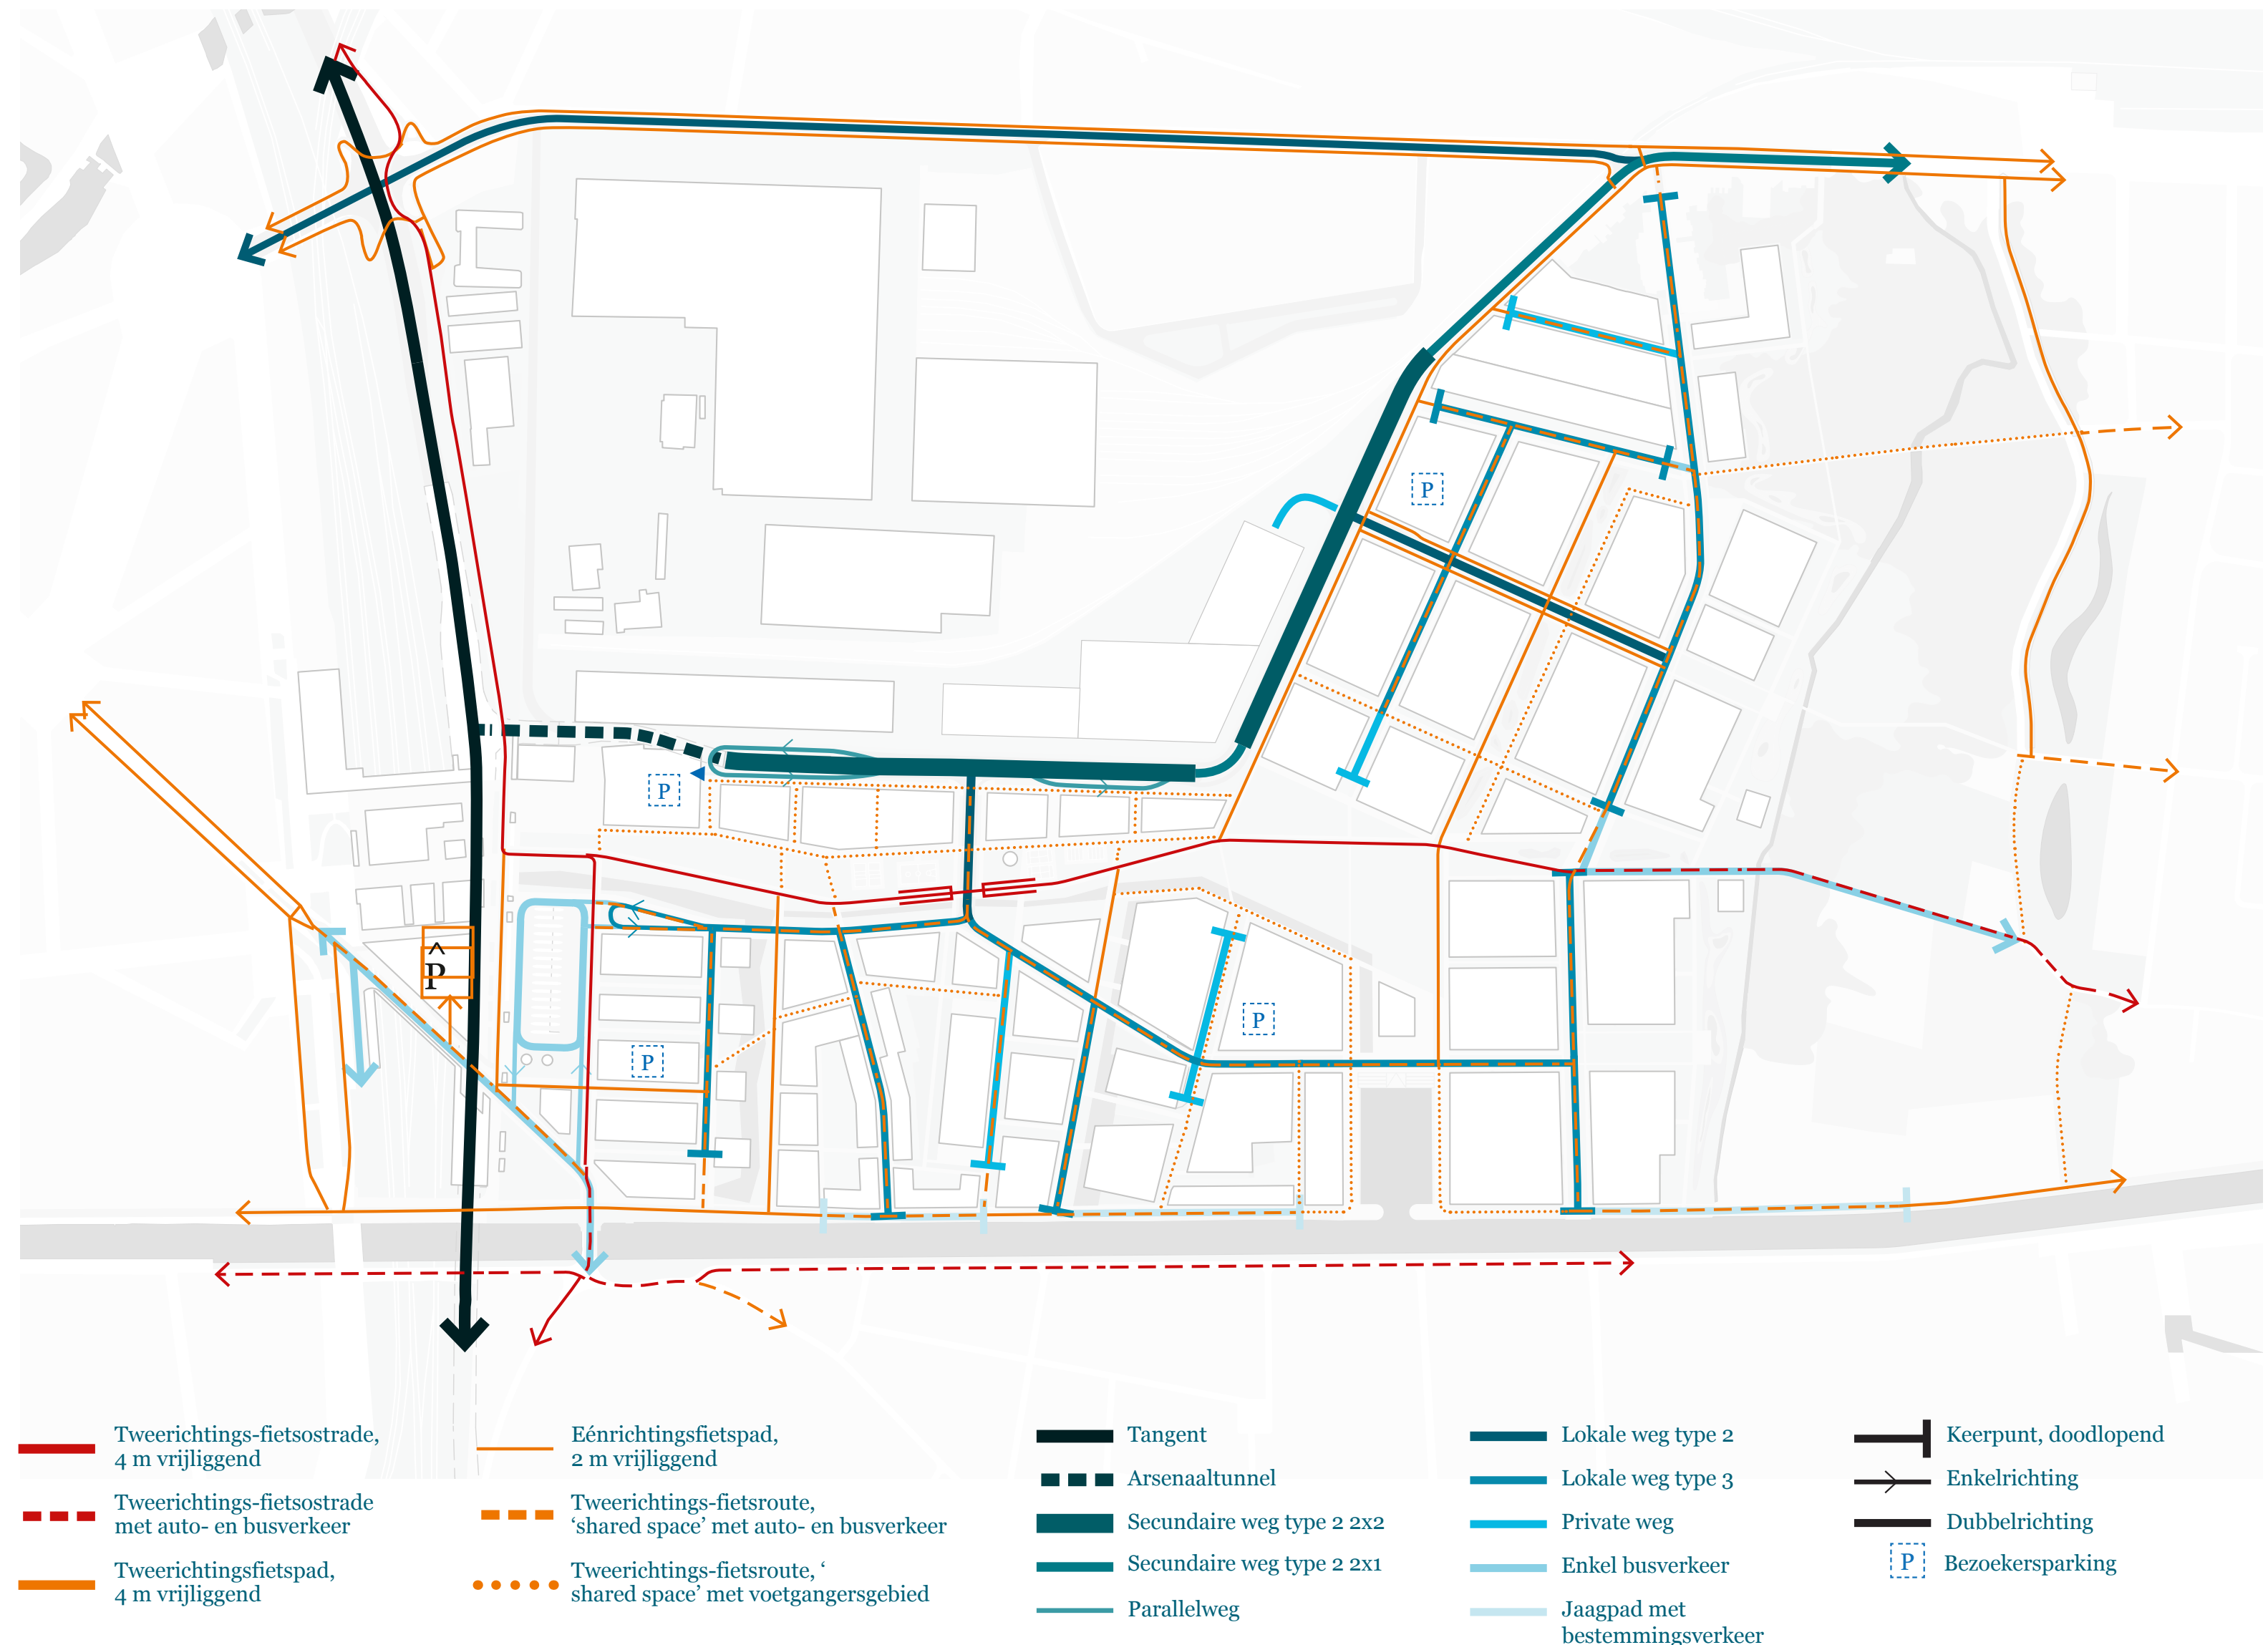 P
P
^
P
P
P
Tweerichtings-fietsostrade,
4 m vrijliggend
Tweerichtings-fietsostrade
met auto- en busverkeer
Tweerichtingsfietspad,
4 m vrijliggend
Eénrichtingsfietspad,
2 m vrijliggend
Tweerichtings-fietsroute,
‘shared space’ met auto- en busverkeer
Tweerichtings-fietsroute, ‘
shared space’ met voetgangersgebied
Tangent
Arsenaaltunnel
Secundaire weg type 2 2x2
Secundaire weg type 2 2x1
Parallelweg
Lokale weg type 2
Lokale weg type 3
Private weg
Enkel busverkeer
Jaagpad met
bestemmingsverkeer
Keerpunt, doodlopend
Enkelrichting
Dubbelrichting
P Bezoekersparking